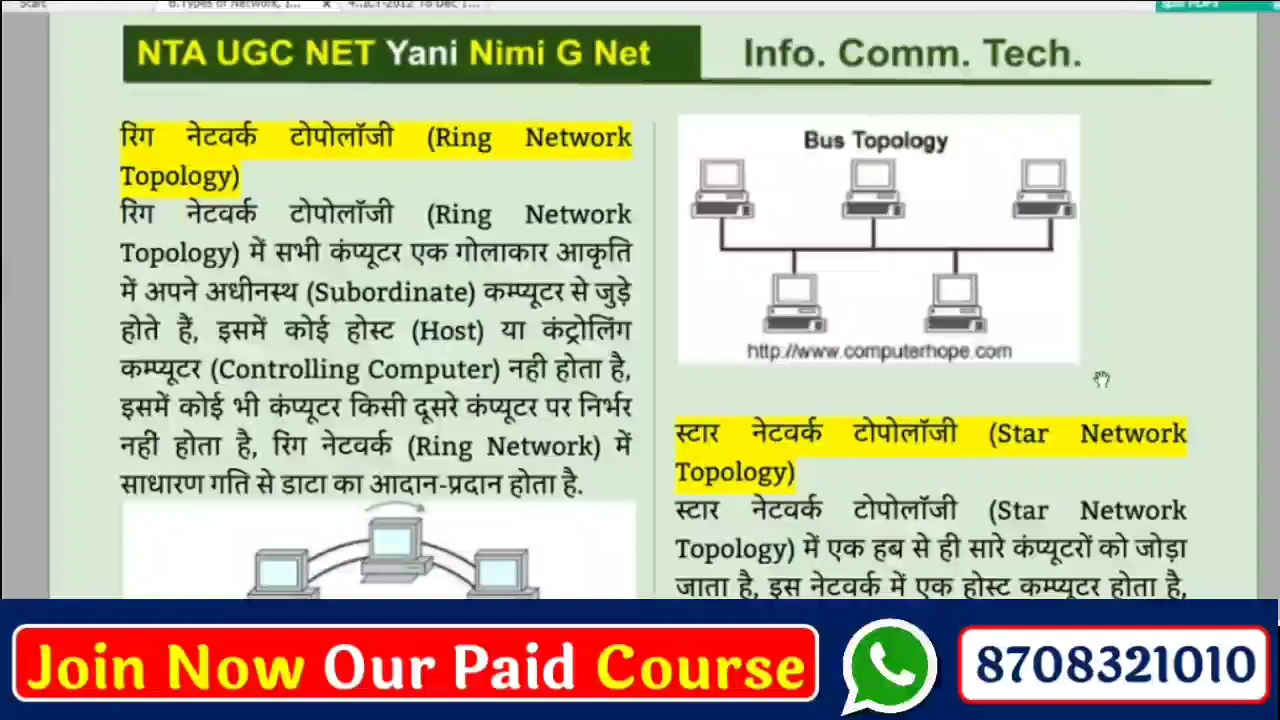 6.Types of Network, I...
NTA UGC NET Yani Nimi G Net
Info. Comm. Tech.
रिंग नेटवर्क टोपोलॉजी (Ring Network
Topology)
रिंग नेटवर्क टोपोलॉजी (Ring Network
Topology) में सभी कंप्यूटर एक गोलाकार आकृति
में अपने अधीनस्थ (Subordinate) कम्प्यूटर से जुड़े
होते हैं, इसमें कोई होस्ट (Host) या कंट्रोलिंग
कम्प्यूटर (Controlling Computer) नही होता है,
इसमें कोई भी कंप्यूटर किसी दूसरे कंप्यूटर पर निर्भर
नही होता है, रिंग नेटवर्क (Ring Network) में
साधारण गति से डाटा का आदान-प्रदान होता है.
Bus Topology
http://www.computerhope.com
स्टार नेटवर्क टोपोलॉजी (Star Network
Topology)
स्टार नेटवर्क टोपोलॉजी (Star Network
Topology) में एक हब से ही सारे कंप्यूटरों को जोड़ा
जाता है, इस नेटवर्क में एक होस्ट कम्प्यूटर होता है,
Join Now Our Paid Course
8708321010